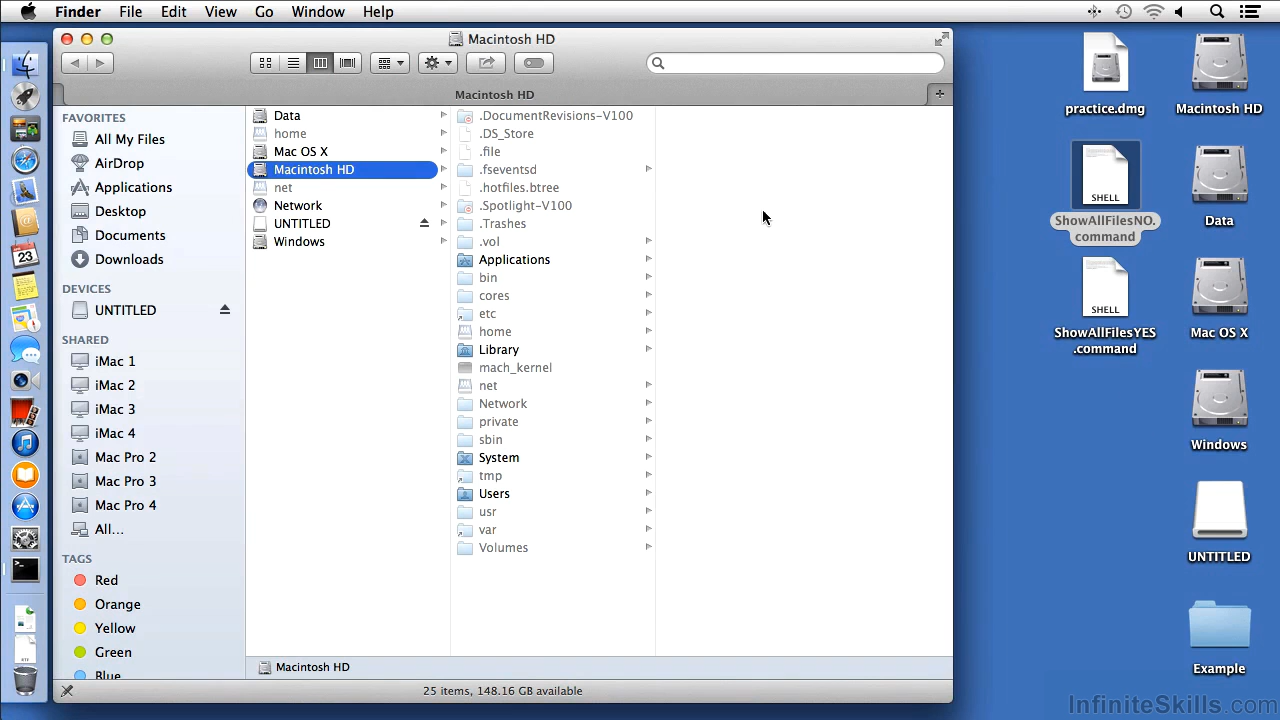 Finder File Edit View Go Window Help
Macintosh HD
Macintosh HD
FAVORITES
All My Files
AirDrop
Applications
Desktop
Documents
Downloads
DEVICES
UNTITLED
SHARED
iMac 1
iMac 2
iMac 3
iMac 4
Mac Pro 2
Mac Pro 3
Mac Pro 4
All...
TAGS
Red
Orange
Yellow
Green
Blue
Data
home
Mac OS X
Macintosh HD
net
Network
UNTITLED
Windows
.DocumentRevisions-V100
.DS_Store
.file
.fseventsd
.hotfiles.btree
.Spotlight-V100
.Trashes
.vol
Applications
bin
cores
etc
home
Library
mach_kernel
net
Network
private
sbin
System
tmp
Users
usr
var
Volumes
Macintosh HD
25 items, 148.16 GB available
practice.dmg
SHELL
ShowAllFilesNO.
command
SHELL
ShowAllFilesYES
.command
Macintosh HD
Data
Mac OS X
Windows
UNTITLED
Example
23
InfiniteSkills.com